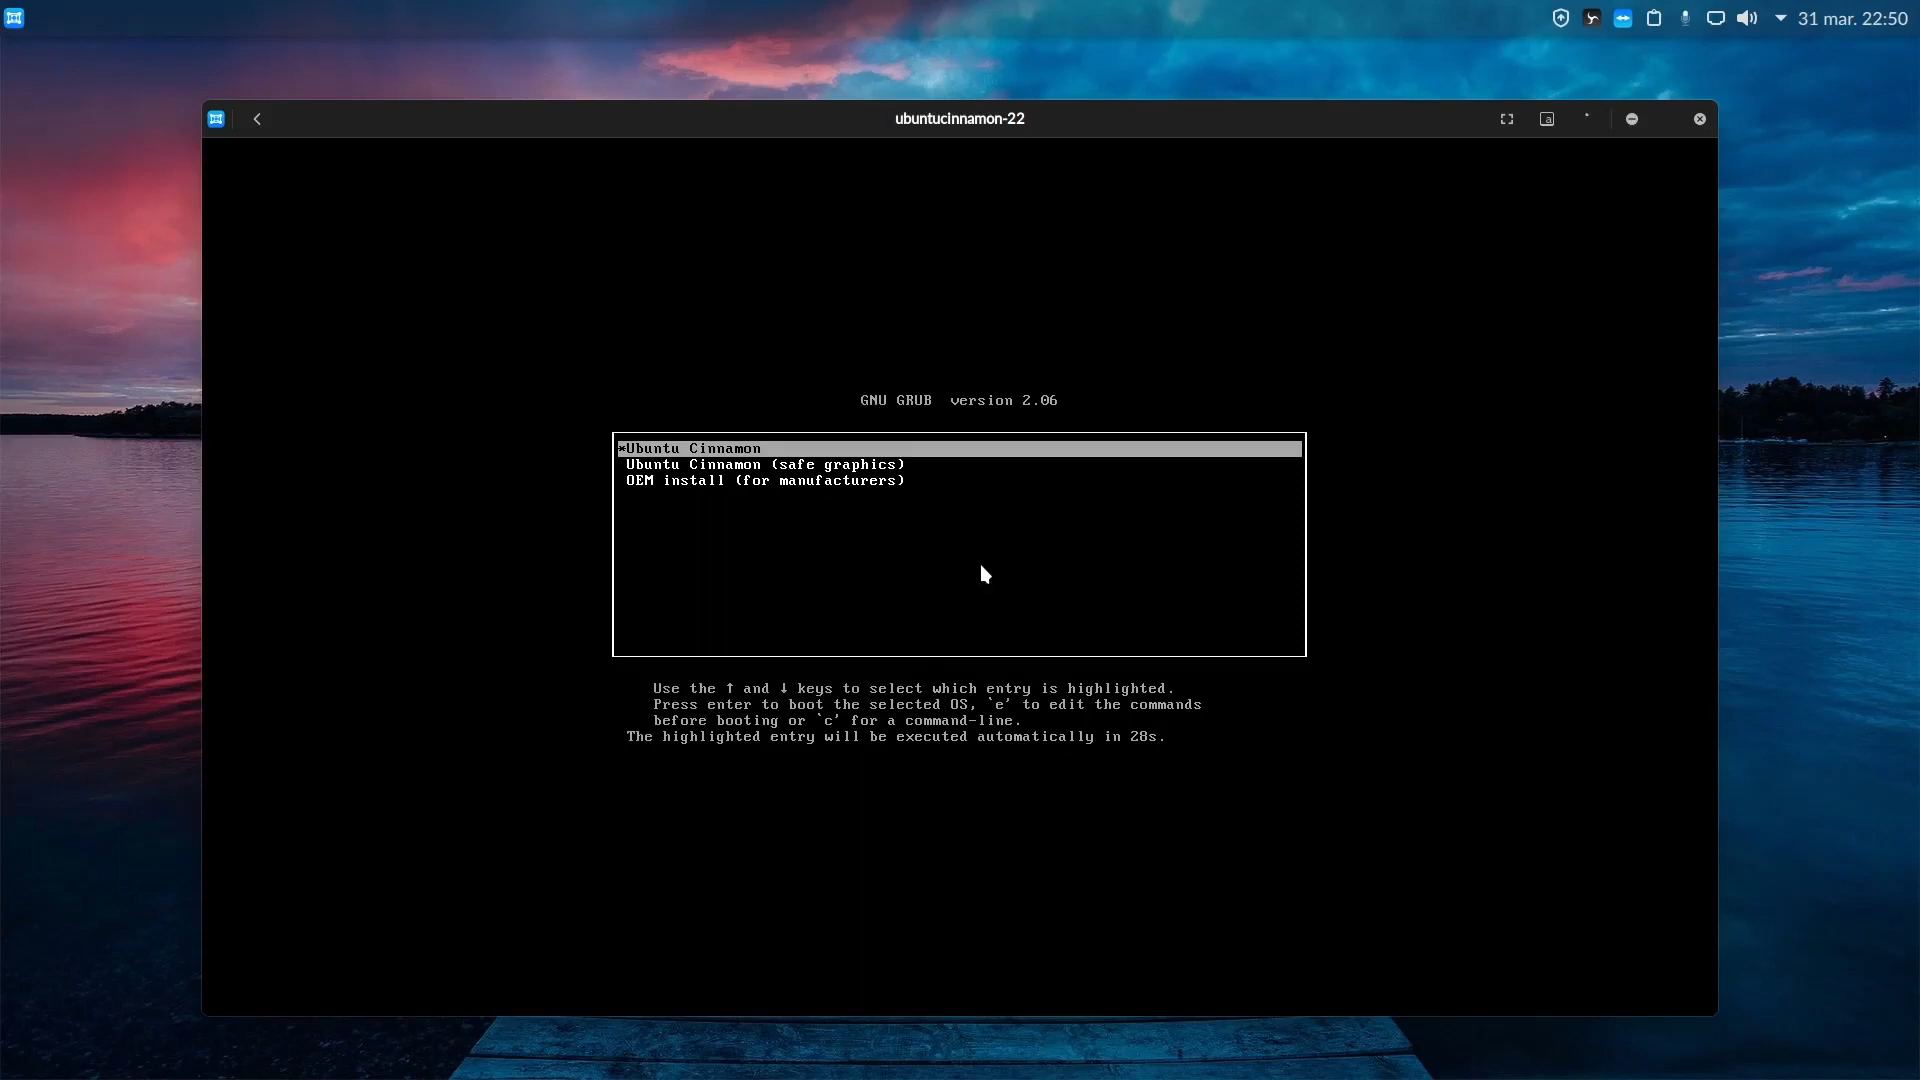 31 mar. 22:50
ubuntucinnamon-22
GNU GRUB  version 2.06
*Ubuntu Cinnamon
Ubuntu Cinnamon (safe graphics)
OEM install (for manufacturers)
Use the ↑ and ↓ keys to select which entry is highlighted.
Press enter to boot the selected OS, `e' to edit the commands
before booting or `c' for a command-line.
The highlighted entry will be executed automatically in 28s.